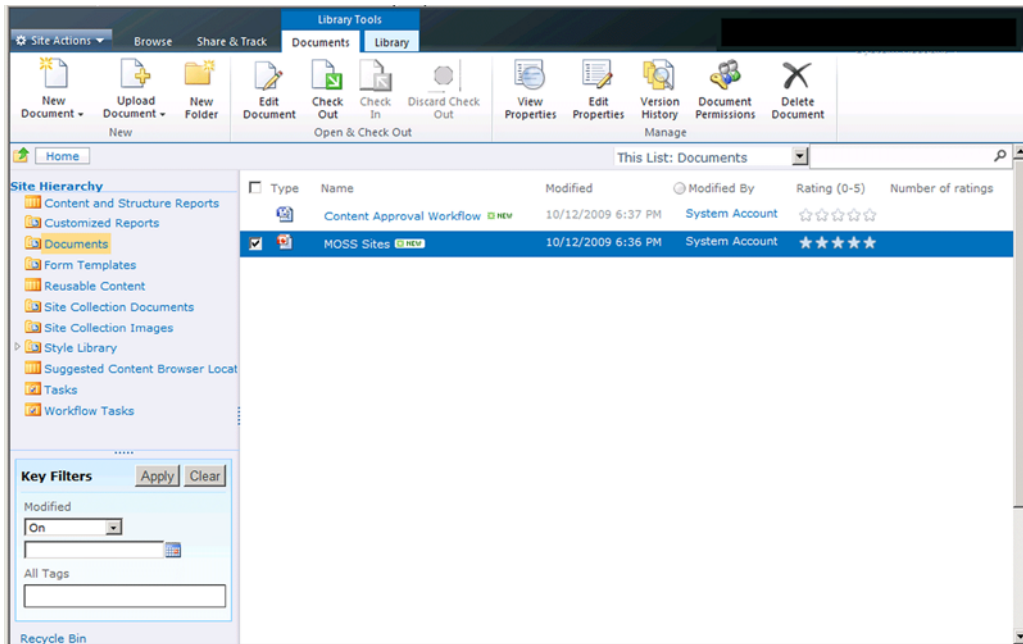 Library Tools
Site Actions Browse Share & Track Documents Library
New Document Upload Document New Folder Edit Document Check Out Check In Discard Check Out View Properties Edit Properties Version History Document Permissions Delete Document
New Open & Check Out Manage
Home This List: Documents
Site Hierarchy
Content and Structure Reports
Customized Reports
Documents
Form Templates
Reusable Content
Site Collection Documents
Site Collection Images
Style Library
Suggested Content Browser Locat
Tasks
Workflow Tasks
Type Name Modified Modified By Rating (0-5) Number of ratings
Content Approval Workflow NEW 10/12/2009 6:37 PM System Account
MOSS Sites NEW 10/12/2009 6:36 PM System Account
Key Filters Apply Clear
Modified
On
All Tags
Recycle Bin